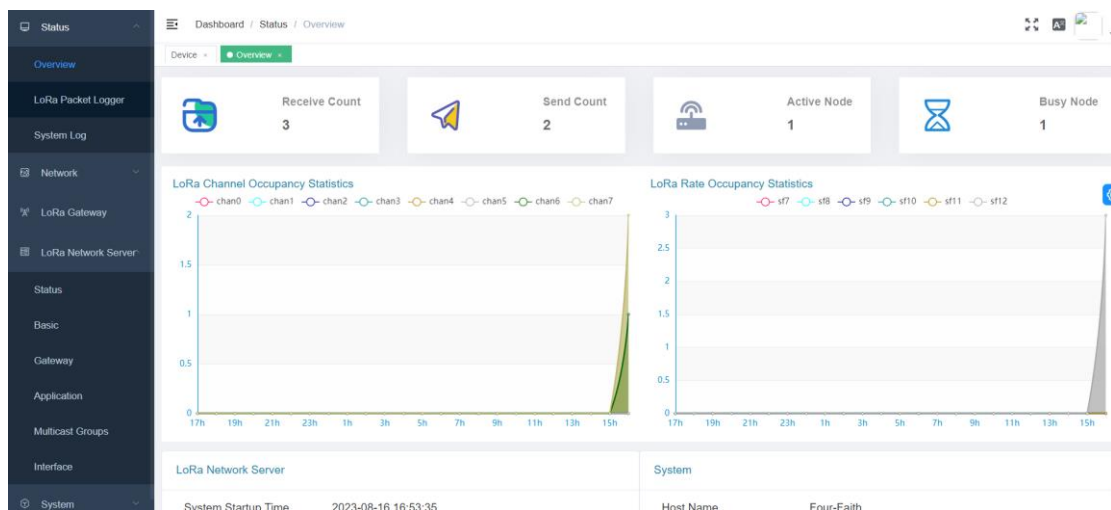 Status
Dashboard / Status / Overview
Device × Overview ×
Overview
LoRa Packet Logger
System Log
Network
LoRa Gateway
LoRa Network Server
Status
Basic
Gateway
Application
Multicast Groups
Interface
System
Receive Count
3
Send Count
2
Active Node
1
Busy Node
1
LoRa Channel Occupancy Statistics
chan0 chan1 chan2 chan3 chan4 chan5 chan6 chan7
2
1.5
1
0.5
0
17h 19h 21h 23h 1h 3h 5h 7h 9h 11h 13h 15h
LoRa Rate Occupancy Statistics
sf7 sf8 sf9 sf10 sf11 sf12
3
2.5
2
1.5
1
0.5
0
17h 19h 21h 23h 1h 3h 5h 7h 9h 11h 13h 15h
LoRa Network Server
System Startup Time 2023-08-16 16:53:35
System
Host Name Four-Faith